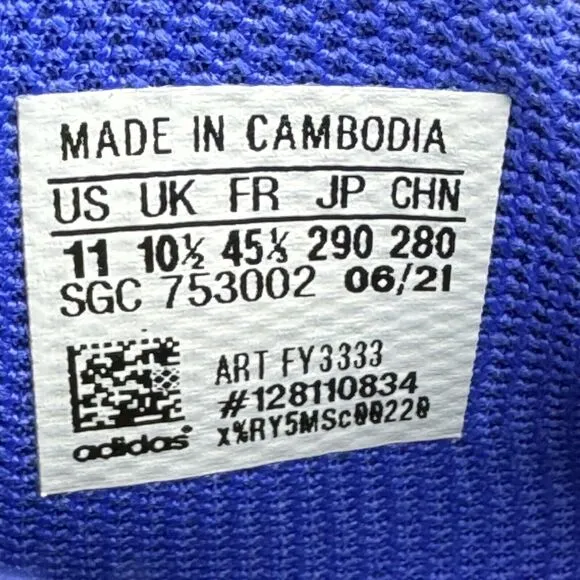 MADE IN CAMBODIA
US UK FR JP CHN
11 10½ 45⅓ 290 280
SGC 753002 06/21
ART FY3333
#128110834
x%RY5MSc00220
adidas